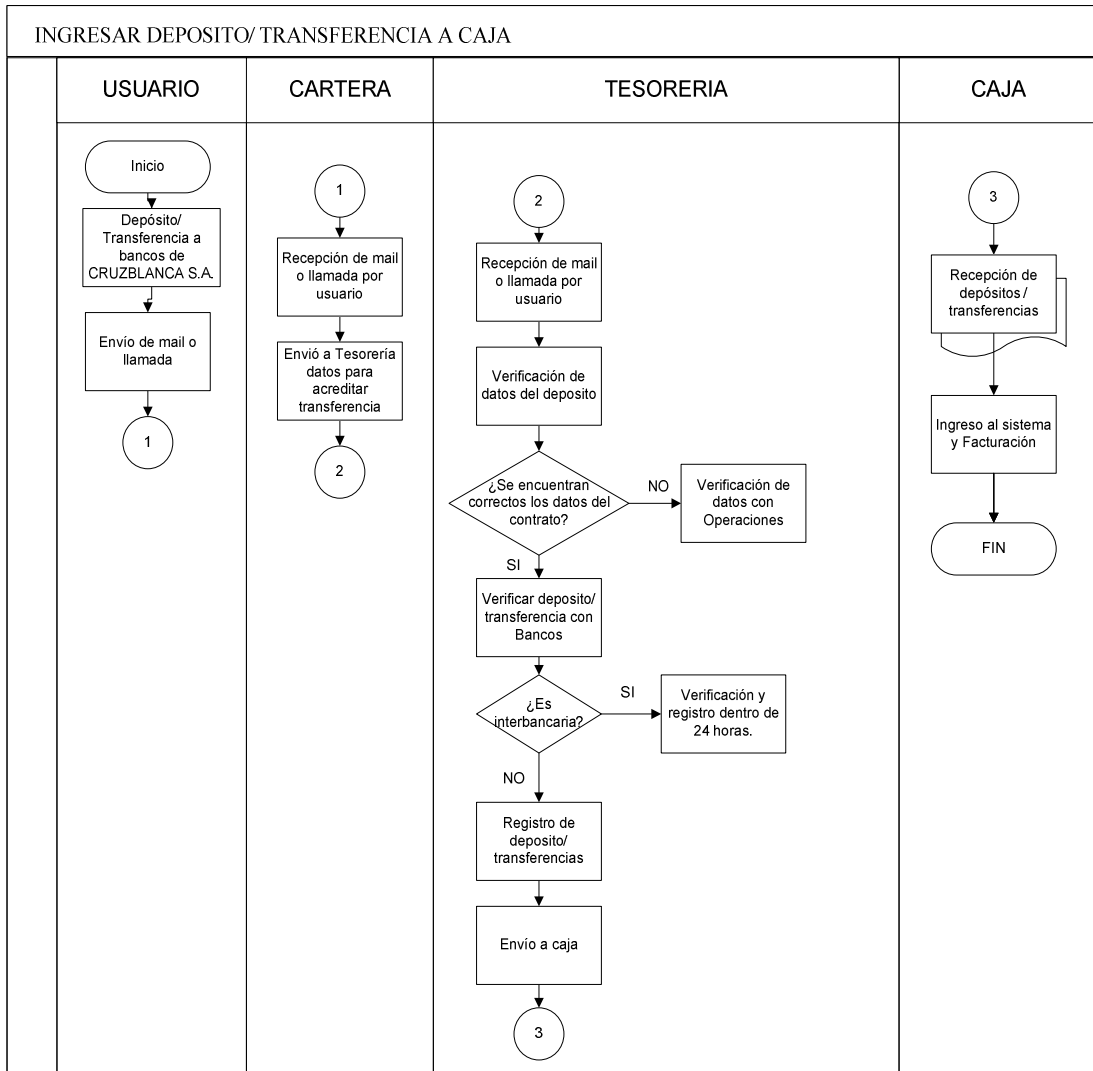 INGRESAR DEPOSITO/ TRANSFERENCIA A CAJA
USUARIO
CARTERA
TESORERIA
CAJA
Inicio
Depósito/
Transferencia a
bancos de
CRUZBLANCA S.A.
Envío de mail o
llamada
1
1
Recepción de mail
o llamada por
usuario
Envió a Tesorería
datos para
acreditar
transferencia
2
2
Recepción de mail
o llamada por
usuario
Verificación de
datos del deposito
¿Se encuentran
correctos los datos del
contrato?
NO
Verificación de
datos con
Operaciones
SI
Verificar deposito/
transferencia con
Bancos
¿Es
interbancaria?
SI
Verificación y
registro dentro de
24 horas.
NO
Registro de
deposito/
transferencias
Envío a caja
3
3
Recepción de
depósitos /
transferencias
Ingreso al sistema
y Facturación
FIN